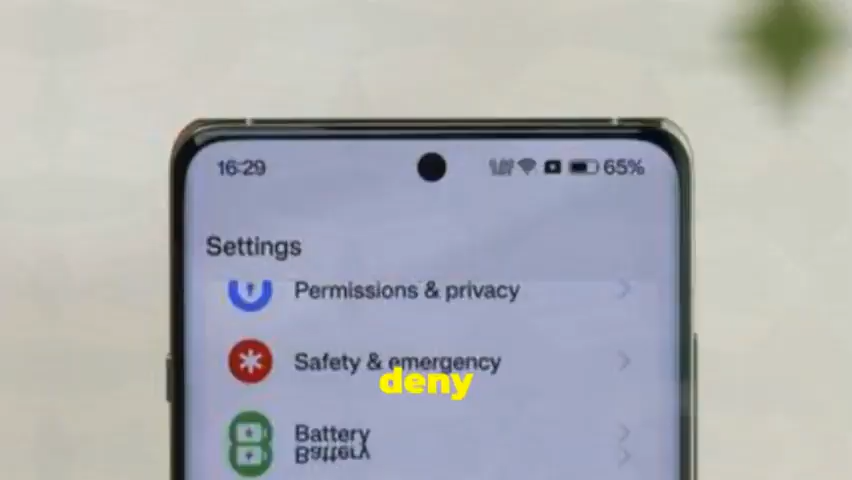 16:29 65%
Settings
Permissions & privacy
Safety & emergency
deny
Battery